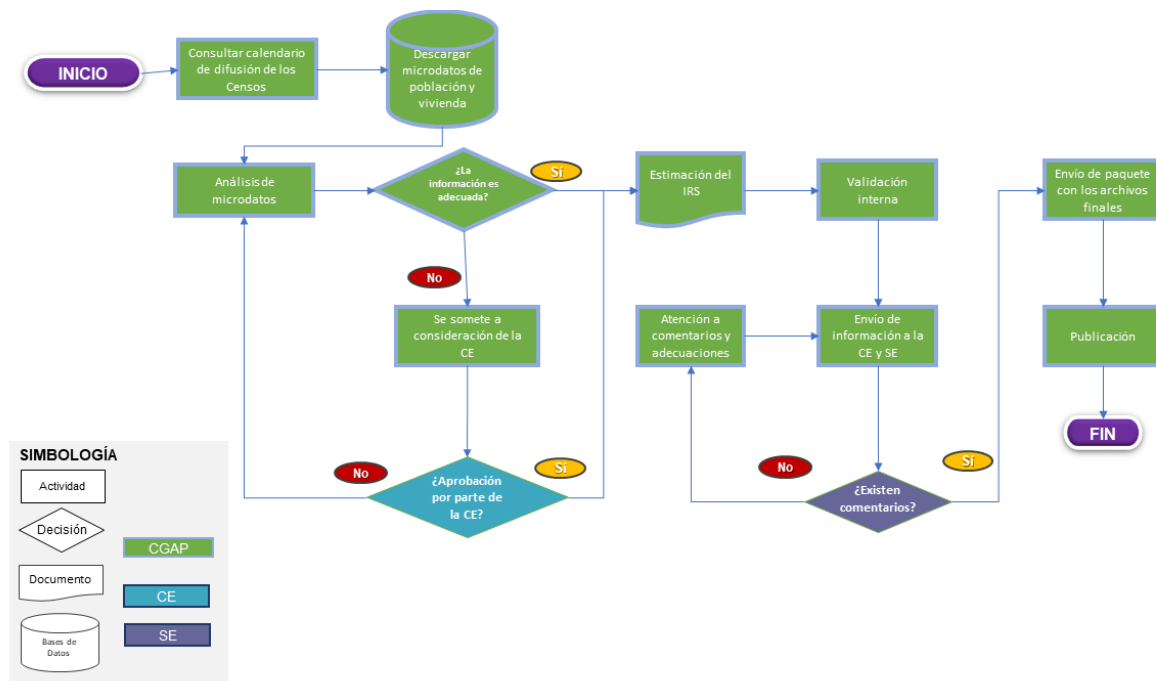 INICIO
Consultar calendario
de difusión de los
Censos
Descargar
microdatos de
población y
vivienda
Análisis de
microdatos
¿La
información es
adecuada?
Si
Estimación del
IRS
Validación
interna
Envío de paquete
con los archivos
finales
No
Se somete a
consideración de la
CE
Atención a
comentarios y
adecuaciones
Envío de
información a la
CE y SE
Publicación
FIN
No
¿Aprobación
por parte de
la CE?
Si
No
¿Existen
comentarios?
Si
SIMBOLOGÍA
Actividad
Decisión
Documento
Bases de
Datos
CGAP
CE
SE